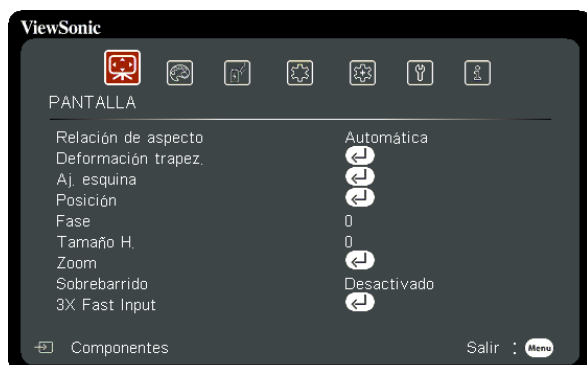 ViewSonic
PANTALLA
Relación de aspecto Automática
Deformación trapez.
Aj. esquina
Posición
Fase 0
Tamaño H. 0
Zoom
Sobrebarrido Desactivado
3X Fast Input
Componentes Salir : Menu